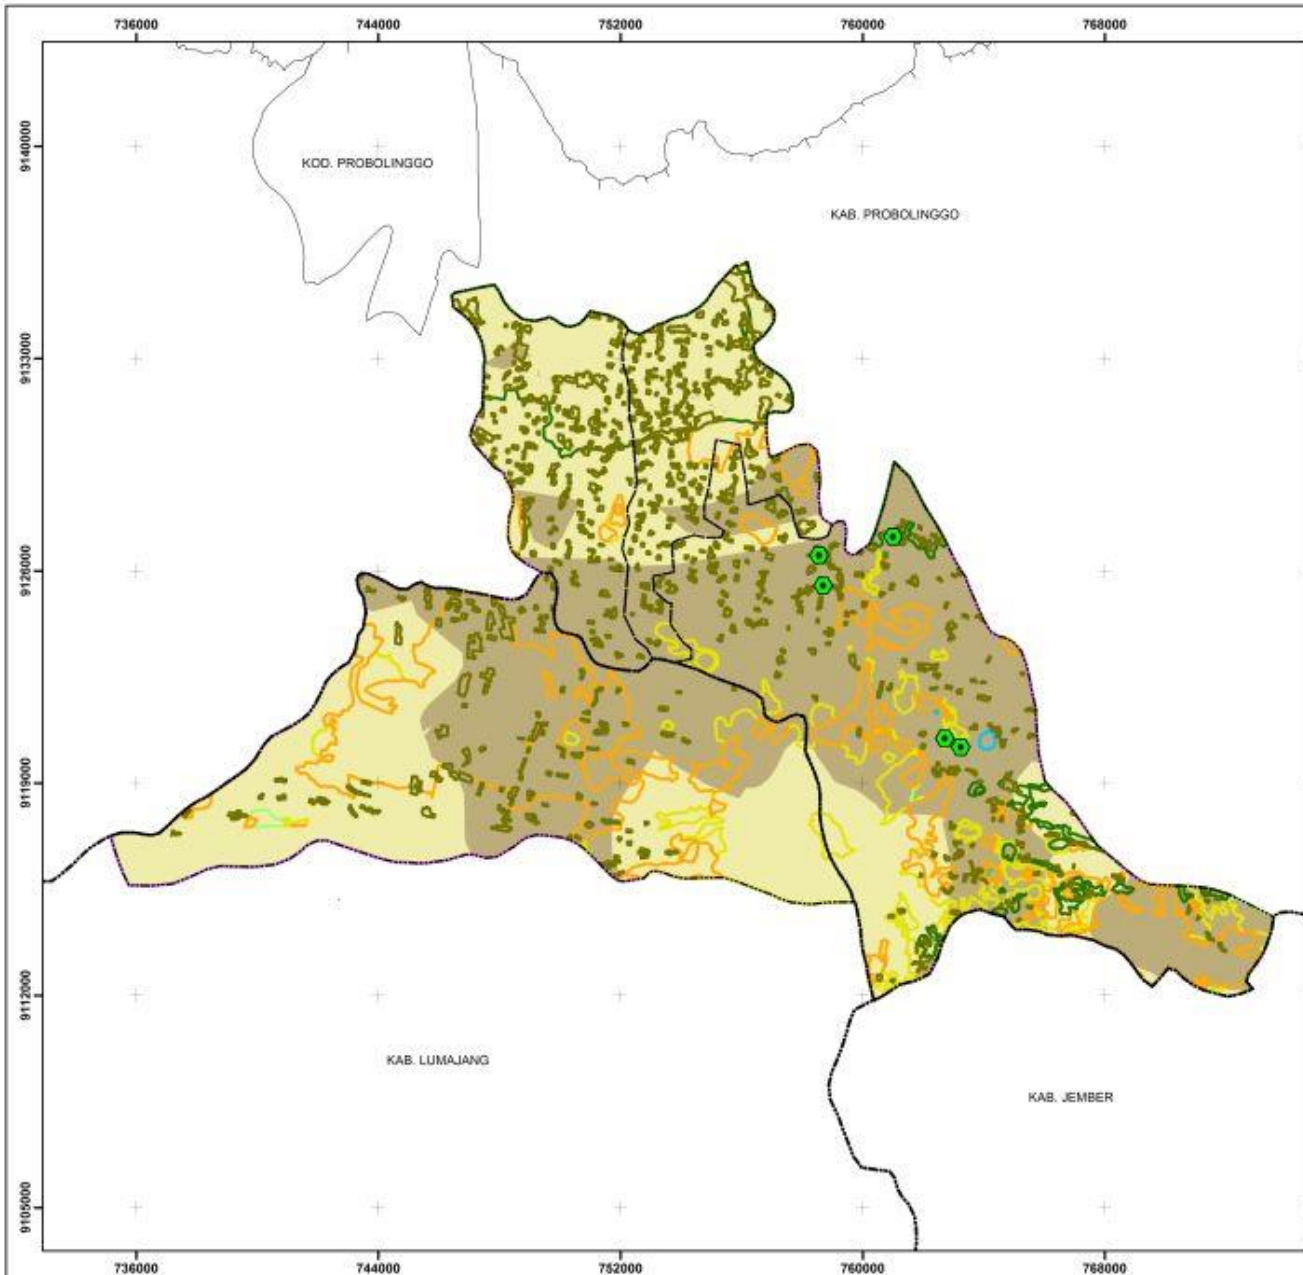 736000 744000 752000 760000 768000
9140000
KOD. PROBOLINGGO
KAB. PROBOLINGGO
9133000
9126000
9119000
9112000
KAB. LUMAJANG
KAB. JEMBER
9105000
736000 744000 752000 760000 768000